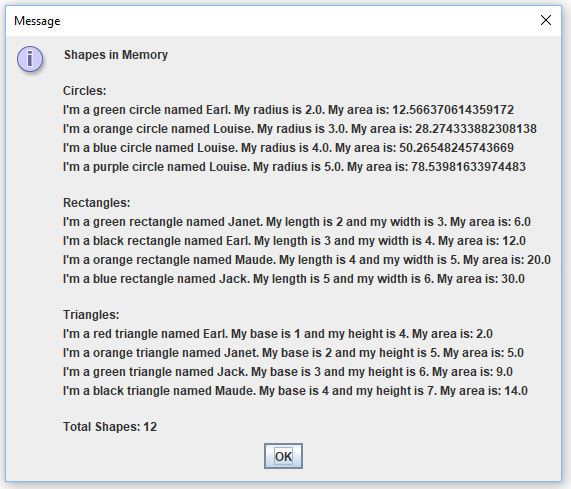 Message
Shapes in Memory
Circles:
I'm a green circle named Earl. My radius is 2.0. My area is: 12.566370614359172
I'm a orange circle named Louise. My radius is 3.0. My area is: 28.274333882308138
I'm a blue circle named Louise. My radius is 4.0. My area is: 50.26548245743669
I'm a purple circle named Louise. My radius is 5.0. My area is: 78.53981633974483
Rectangles:
I'm a green rectangle named Janet. My length is 2 and my width is 3. My area is: 6.0
I'm a black rectangle named Earl. My length is 3 and my width is 4. My area is: 12.0
I'm a orange rectangle named Maude. My length is 4 and my width is 5. My area is: 20.0
I'm a blue rectangle named Jack. My length is 5 and my width is 6. My area is: 30.0
Triangles:
I'm a red triangle named Earl. My base is 1 and my height is 4. My area is: 2.0
I'm a orange triangle named Janet. My base is 2 and my height is 5. My area is: 5.0
I'm a green triangle named Jack. My base is 3 and my height is 6. My area is: 9.0
I'm a black triangle named Maude. My base is 4 and my height is 7. My area is: 14.0
Total Shapes: 12
OK